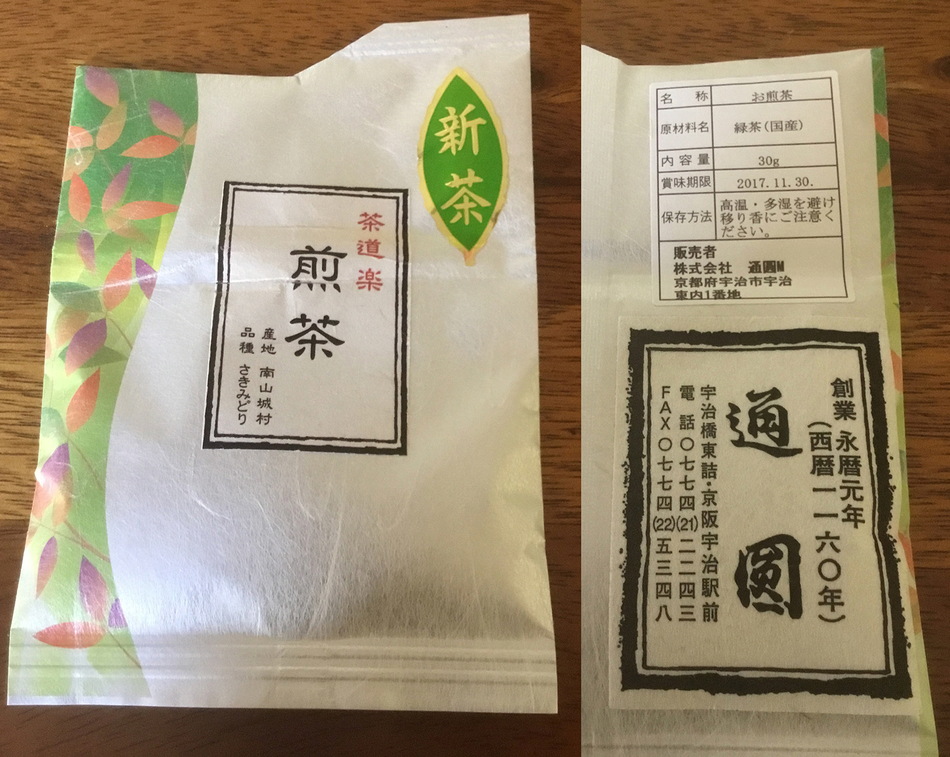 新茶
茶道楽
煎茶
産地 南山城村
品種 さきみどり
名称 お煎茶
原材料名 緑茶(国産)
内容量 30g
賞味期限 2017.11.30.
保存方法 高温・多湿を避け
移り香にご注意く
ださい。
販売者
株式会社 通圓M
京都府宇治市宇治
東内1番地
創業 永暦元年
(西暦一一六〇年)
通圓
宇治橋東詰・京阪宇治駅前
電話〇七七四(21)二二四三
FAX〇七七四(22)五三四八